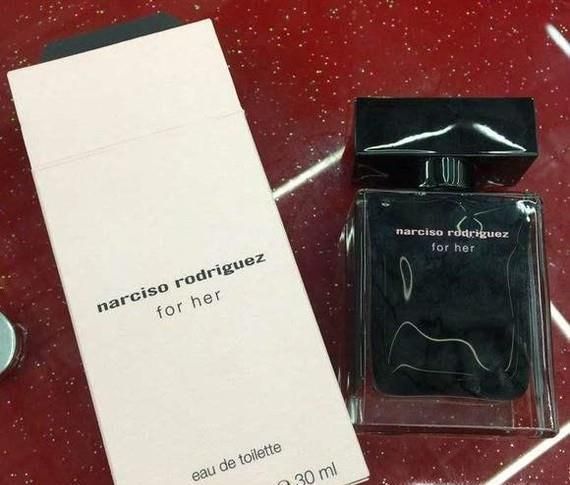 narciso rodriguez
for her
eau de toilette
30 ml
narciso rodriguez
for her